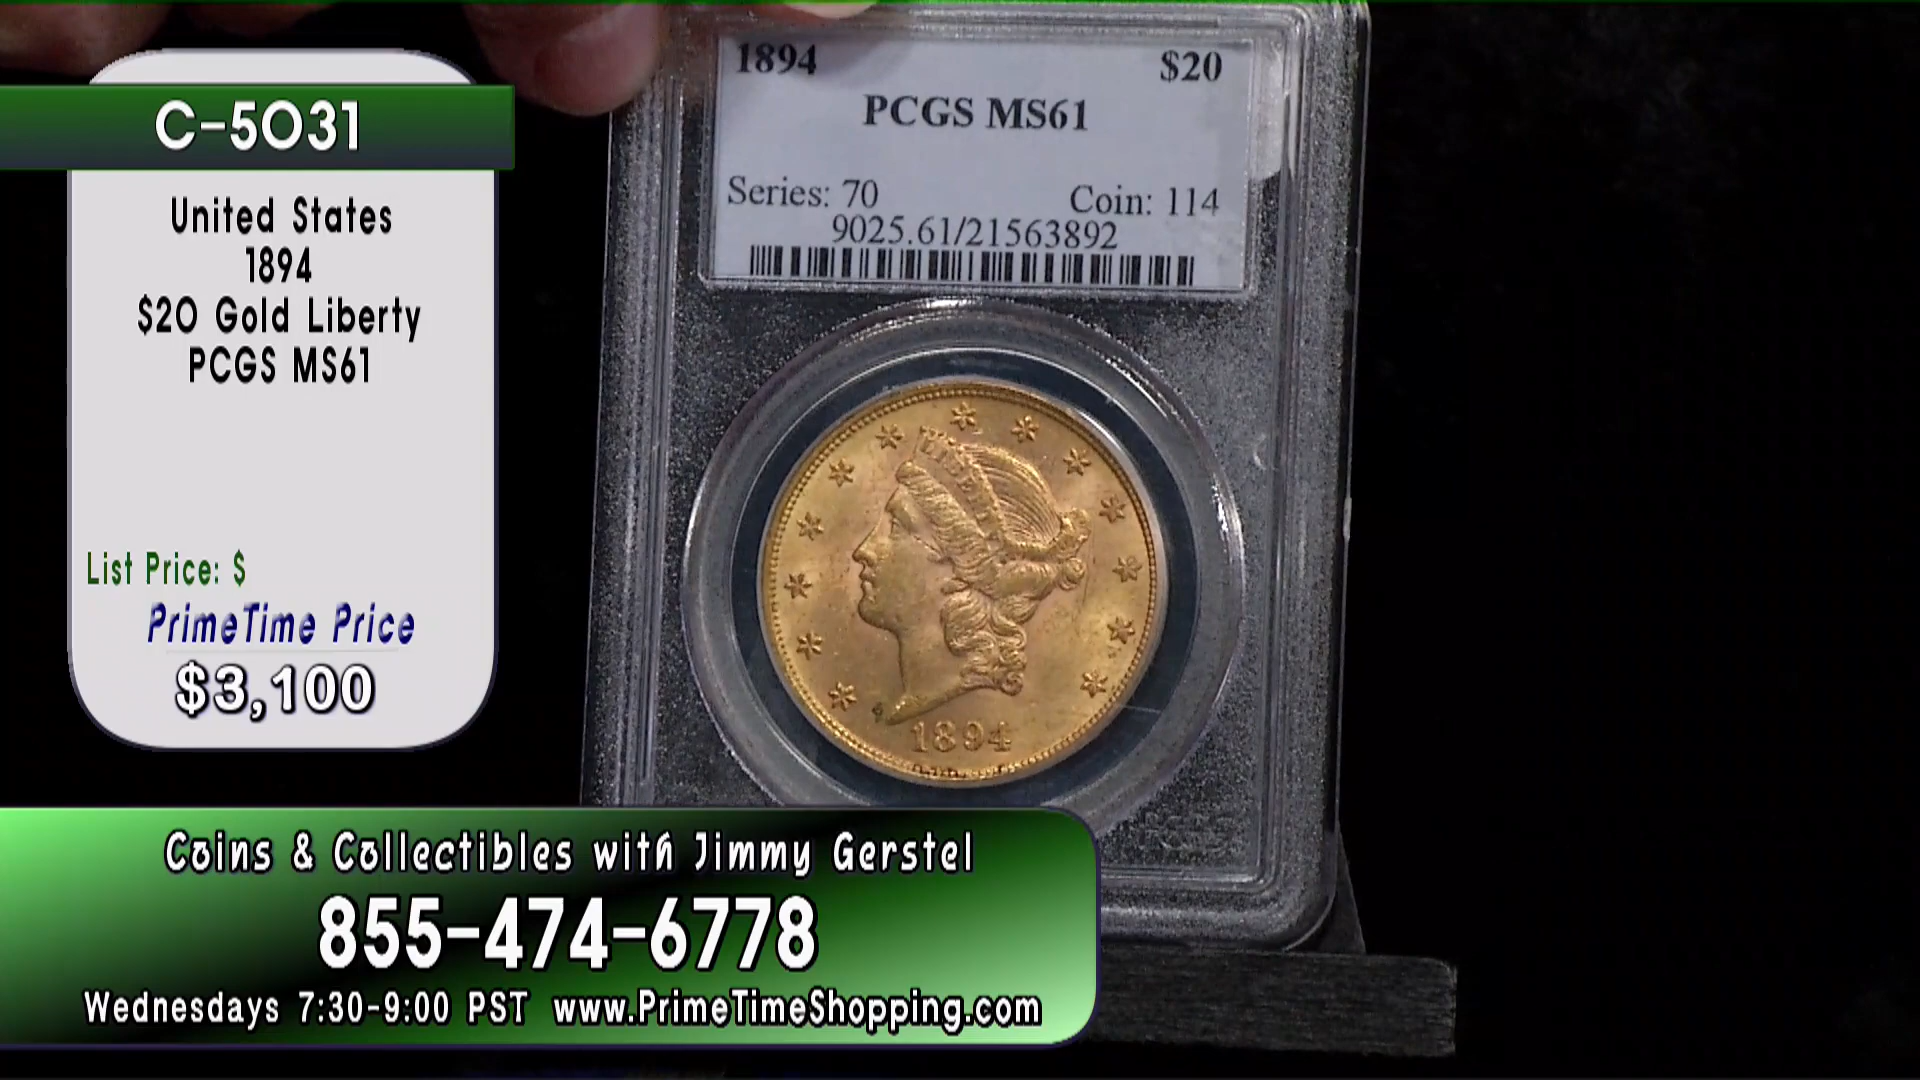 C-5031
United States
1894
$20 Gold Liberty
PCGS MS61
List Price: $
PrimeTime Price
$3,100
1894 $20
PCGS MS61
Series: 70 Coin: 114
9025.61/21563892
LIBERTY
1894
Coins & Collectibles with Jimmy Gerstel
855-474-6778
Wednesdays 7:30-9:00 PST www.PrimeTimeShopping.com